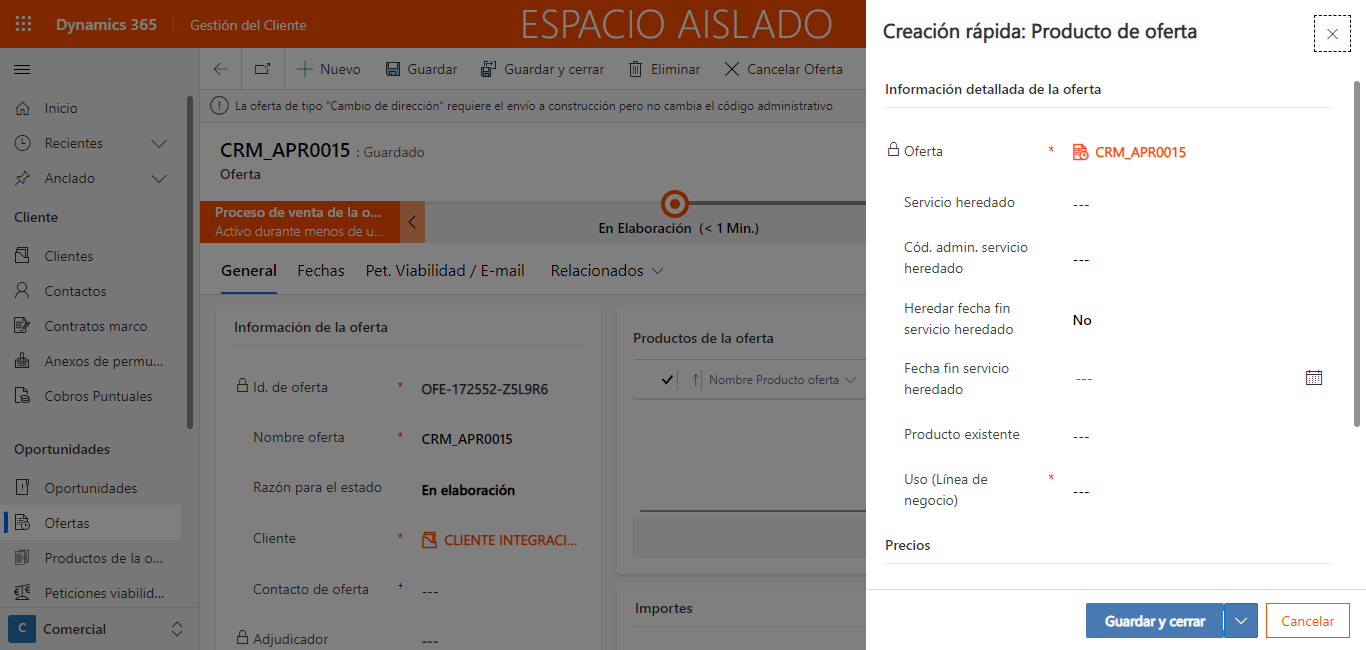 Dynamics 365
Gestión del Cliente
ESPACIO AISLADO
Nuevo
Guardar
Guardar y cerrar
Eliminar
Cancelar Oferta
La oferta de tipo "Cambio de dirección" requiere el envío a construcción pero no cambia el código administrativo
Inicio
Recientes
Anclado
Cliente
Clientes
Contactos
Contratos marco
Anexos de permu...
Cobros Puntuales
Oportunidades
Oportunidades
Ofertas
Productos de la o...
Peticiones viabilid...
C
Comercial
CRM_APR0015 : Guardado
Oferta
Proceso de venta de la o...
Activo durante menos de u...
En Elaboración (< 1 Min.)
General
Fechas
Pet. Viabilidad / E-mail
Relacionados
Información de la oferta
Id. de oferta * OFE-172552-Z5L9R6
Nombre oferta * CRM_APR0015
Razón para el estado En elaboración
Cliente * CLIENTE INTEGRACI...
Contacto de oferta + ---
Adjudicador ---
Productos de la oferta
Nombre Producto oferta
Importes
Creación rápida: Producto de oferta
Información detallada de la oferta
Oferta * CRM_APR0015
Servicio heredado ---
Cód. admin. servicio
heredado ---
Heredar fecha fin
servicio heredado No
Fecha fin servicio
heredado ---
Producto existente ---
Uso (Línea de *
negocio) ---
Precios
Guardar y cerrar
Cancelar